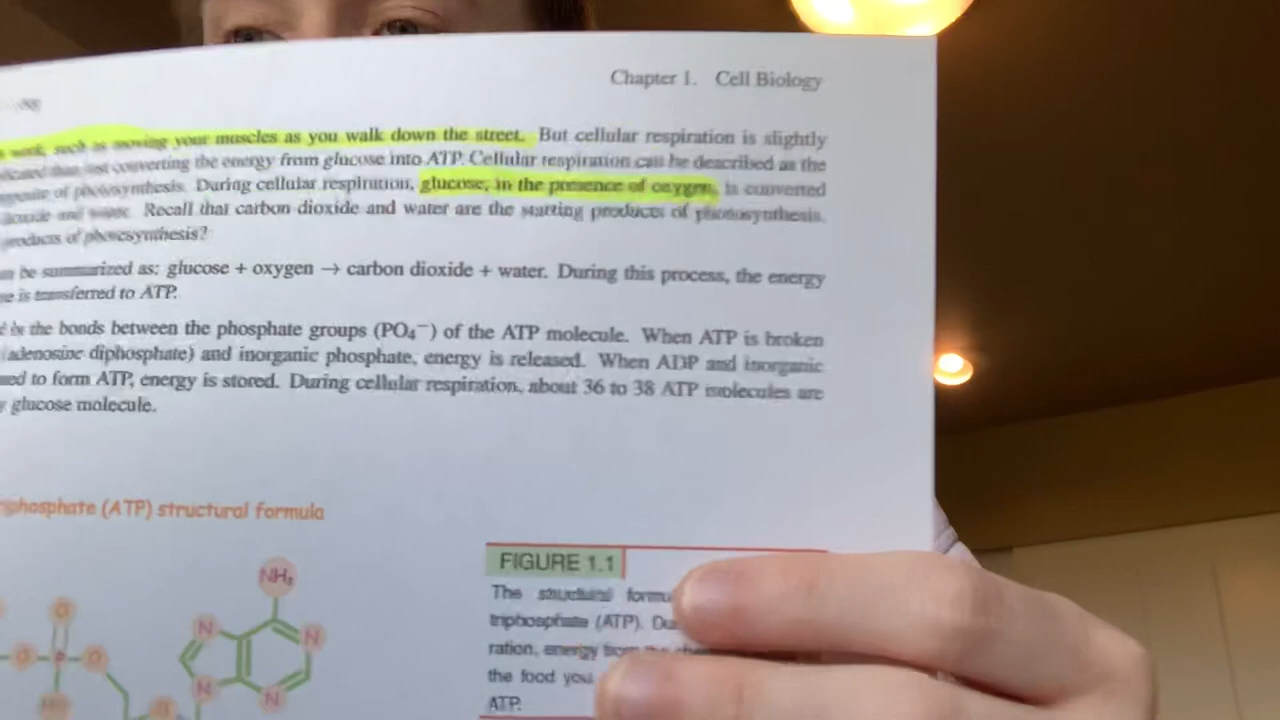 Chapter 1. Cell Biology
work, such as moving your muscles as you walk down the street. But cellular respiration is slightly
than just converting the energy from glucose into ATP. Cellular respiration can be described as the
of photosynthesis. During cellular respiration, glucose, in the presence of oxygen, is converted
dioxide and water. Recall that carbon dioxide and water are the starting products of photosynthesis.
products of photosynthesis?
be summarized as: glucose + oxygen → carbon dioxide + water. During this process, the energy
is transferred to ATP.
in the bonds between the phosphate groups (PO₄⁻) of the ATP molecule. When ATP is broken
(adenosine diphosphate) and inorganic phosphate, energy is released. When ADP and inorganic
to form ATP, energy is stored. During cellular respiration, about 36 to 38 ATP molecules are
glucose molecule.
phosphate (ATP) structural formula
FIGURE 1.1
The structural formu
triphosphate (ATP). Du
ration, energy from the
the food you
ATP.
NH₂
O
N
N
O
P
O
N
N